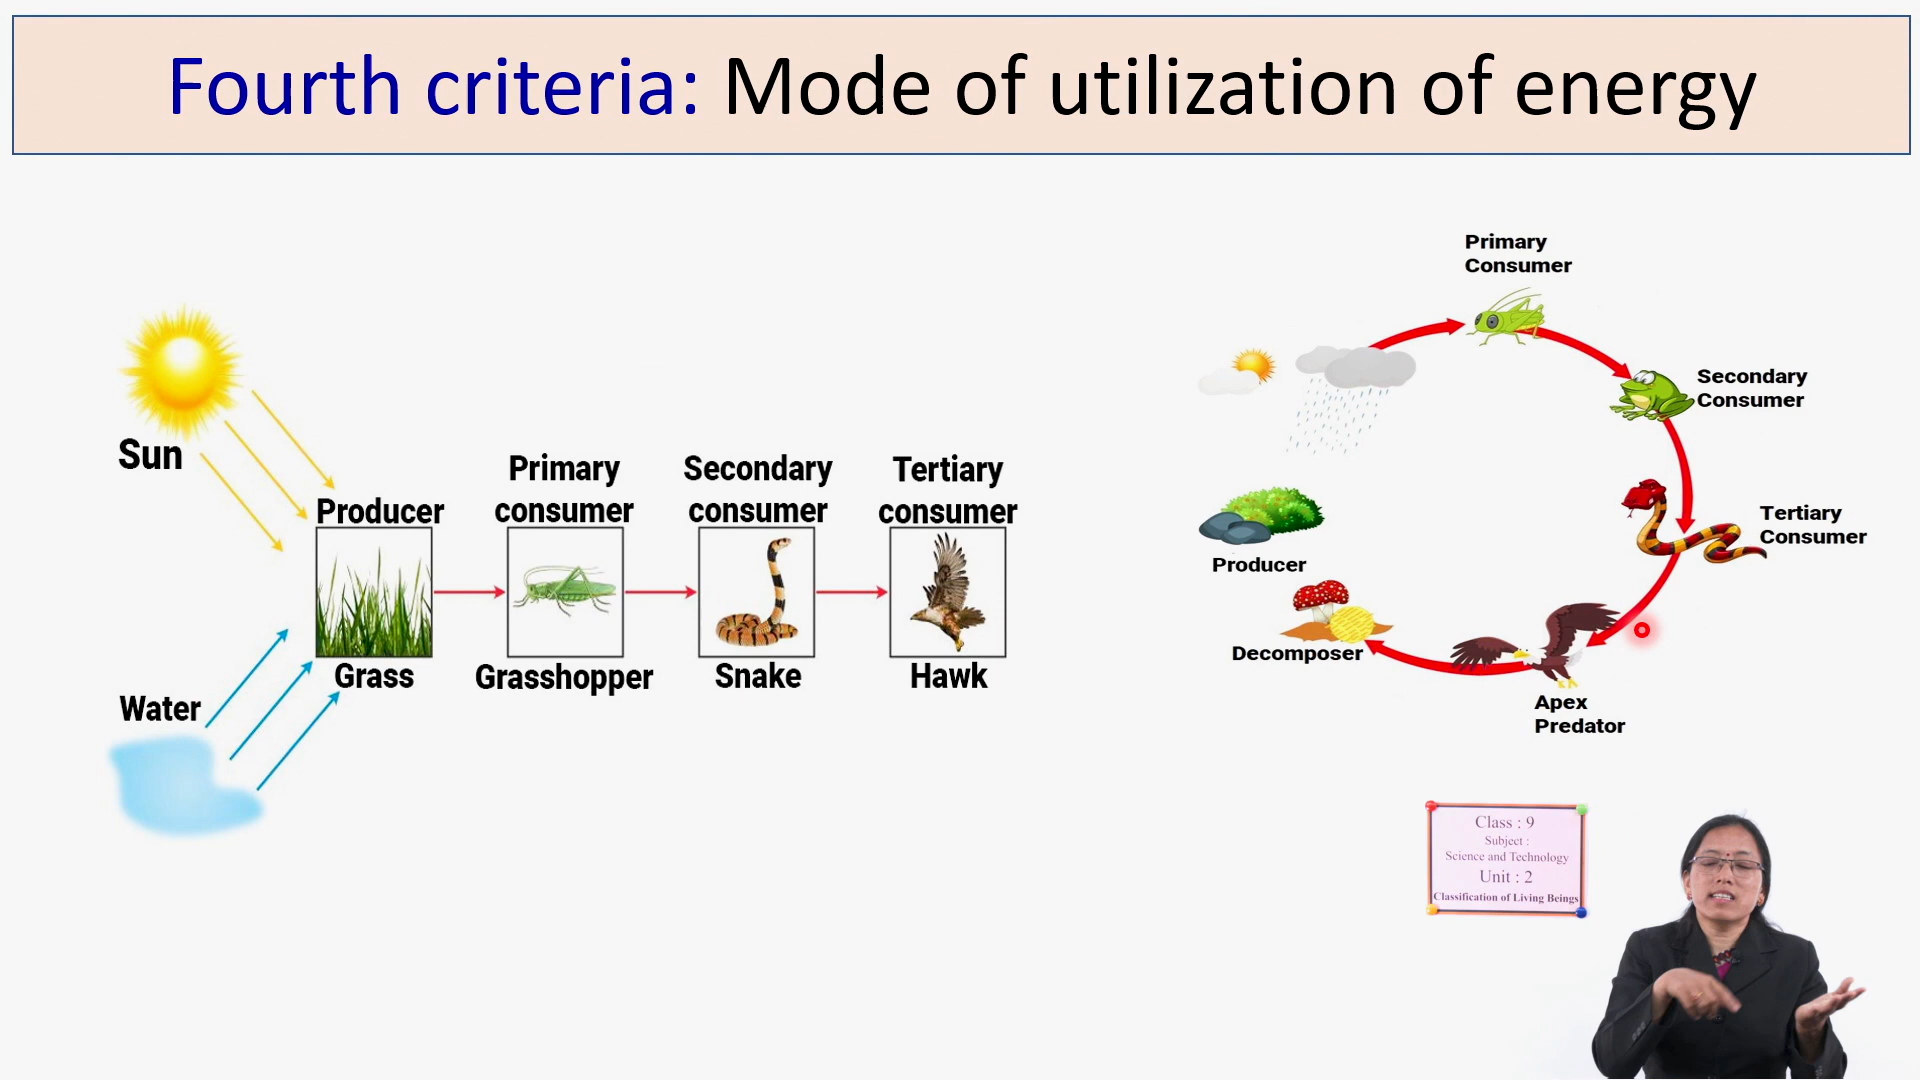 Fourth criteria: Mode of utilization of energy
Sun
Water
Producer
Grass
Primary
consumer
Grasshopper
Secondary
consumer
Snake
Tertiary
consumer
Hawk
Primary
Consumer
Secondary
Consumer
Tertiary
Consumer
Apex
Predator
Decomposer
Producer
Class : 9
Subject :
Science and Technology
Unit : 2
Classification of Living Beings